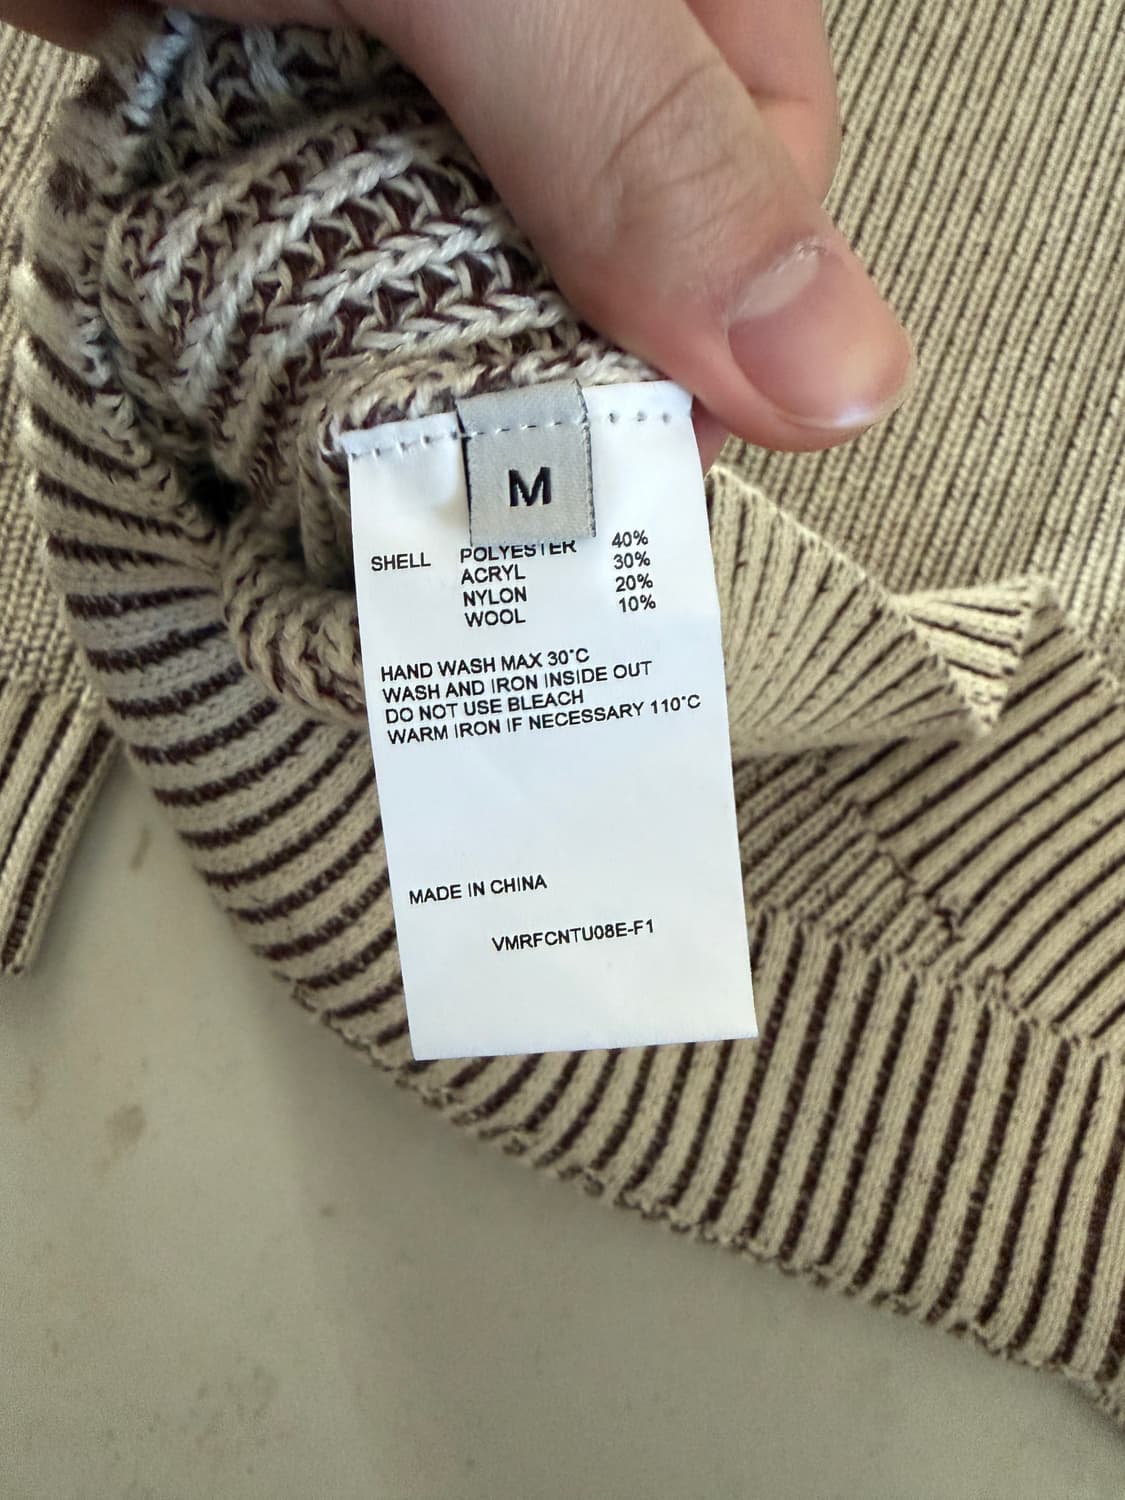 M
SHELL POLYESTER 40%
ACRYL 30%
NYLON 20%
WOOL 10%
HAND WASH MAX 30°C
WASH AND IRON INSIDE OUT
DO NOT USE BLEACH
WARM IRON IF NECESSARY 110°C
MADE IN CHINA
VMRFCNTU08E-F1